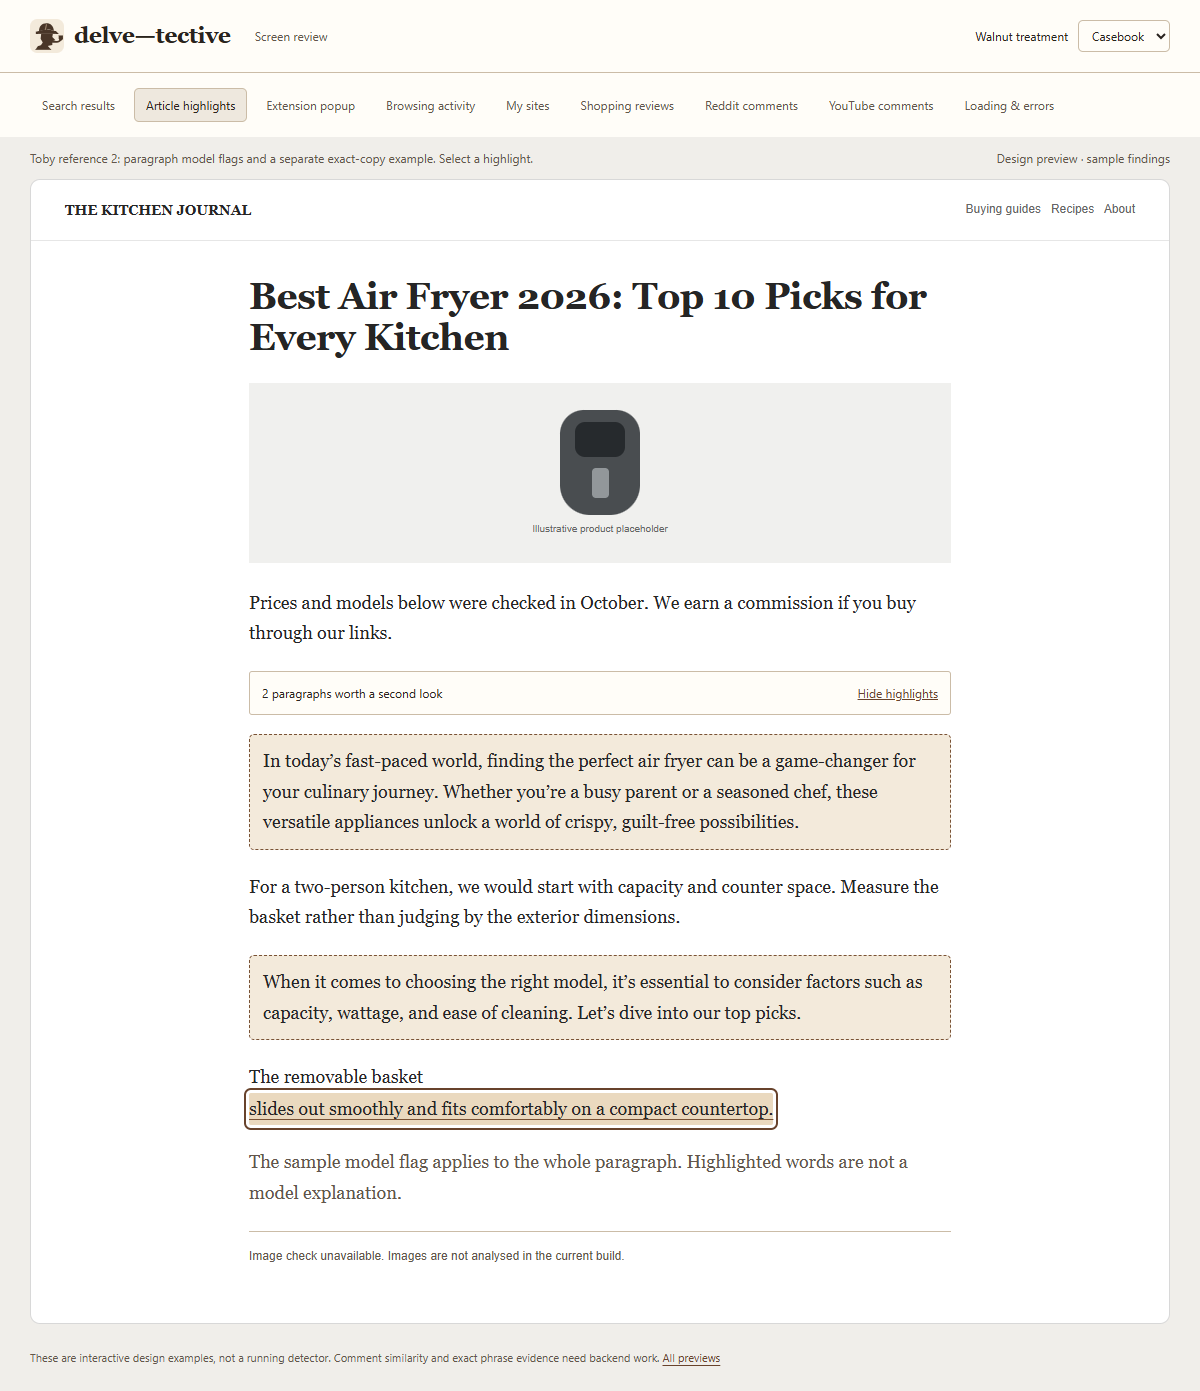 delve—tective
Screen review
Walnut treatment
Casebook
Search results
Article highlights
Extension popup
Browsing activity
My sites
Shopping reviews
Reddit comments
YouTube comments
Loading & errors
Toby reference 2: paragraph model flags and a separate exact-copy example. Select a highlight.
Design preview · sample findings
THE KITCHEN JOURNAL
Buying guides
Recipes
About
Best Air Fryer 2026: Top 10 Picks for
Every Kitchen
Illustrative product placeholder
Prices and models below were checked in October. We earn a commission if you buy
through our links.
2 paragraphs worth a second look
Hide highlights
In today’s fast-paced world, finding the perfect air fryer can be a game-changer for
your culinary journey. Whether you’re a busy parent or a seasoned chef, these
versatile appliances unlock a world of crispy, guilt-free possibilities.
For a two-person kitchen, we would start with capacity and counter space. Measure the
basket rather than judging by the exterior dimensions.
When it comes to choosing the right model, it’s essential to consider factors such as
capacity, wattage, and ease of cleaning. Let’s dive into our top picks.
The removable basket
slides out smoothly and fits comfortably on a compact countertop.
The sample model flag applies to the whole paragraph. Highlighted words are not a
model explanation.
Image check unavailable. Images are not analysed in the current build.
These are interactive design examples, not a running detector. Comment similarity and exact phrase evidence need backend work. All previews